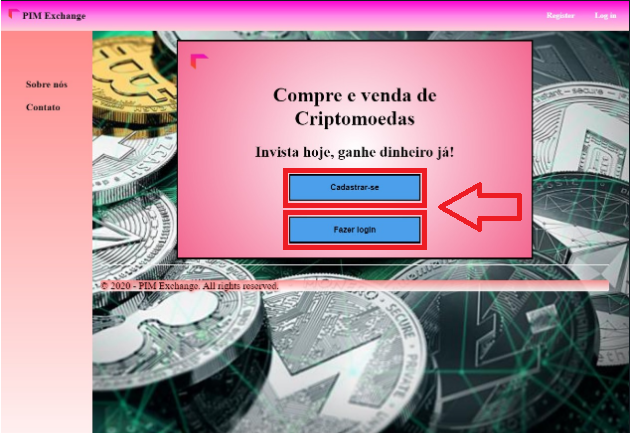 PIM Exchange
Register Log in
Sobre nós
Contato
Compre e venda de
Criptomoedas
Invista hoje, ganhe dinheiro já!
Cadastrar-se
Fazer login
© 2020 - PIM Exchange. All rights reserved.